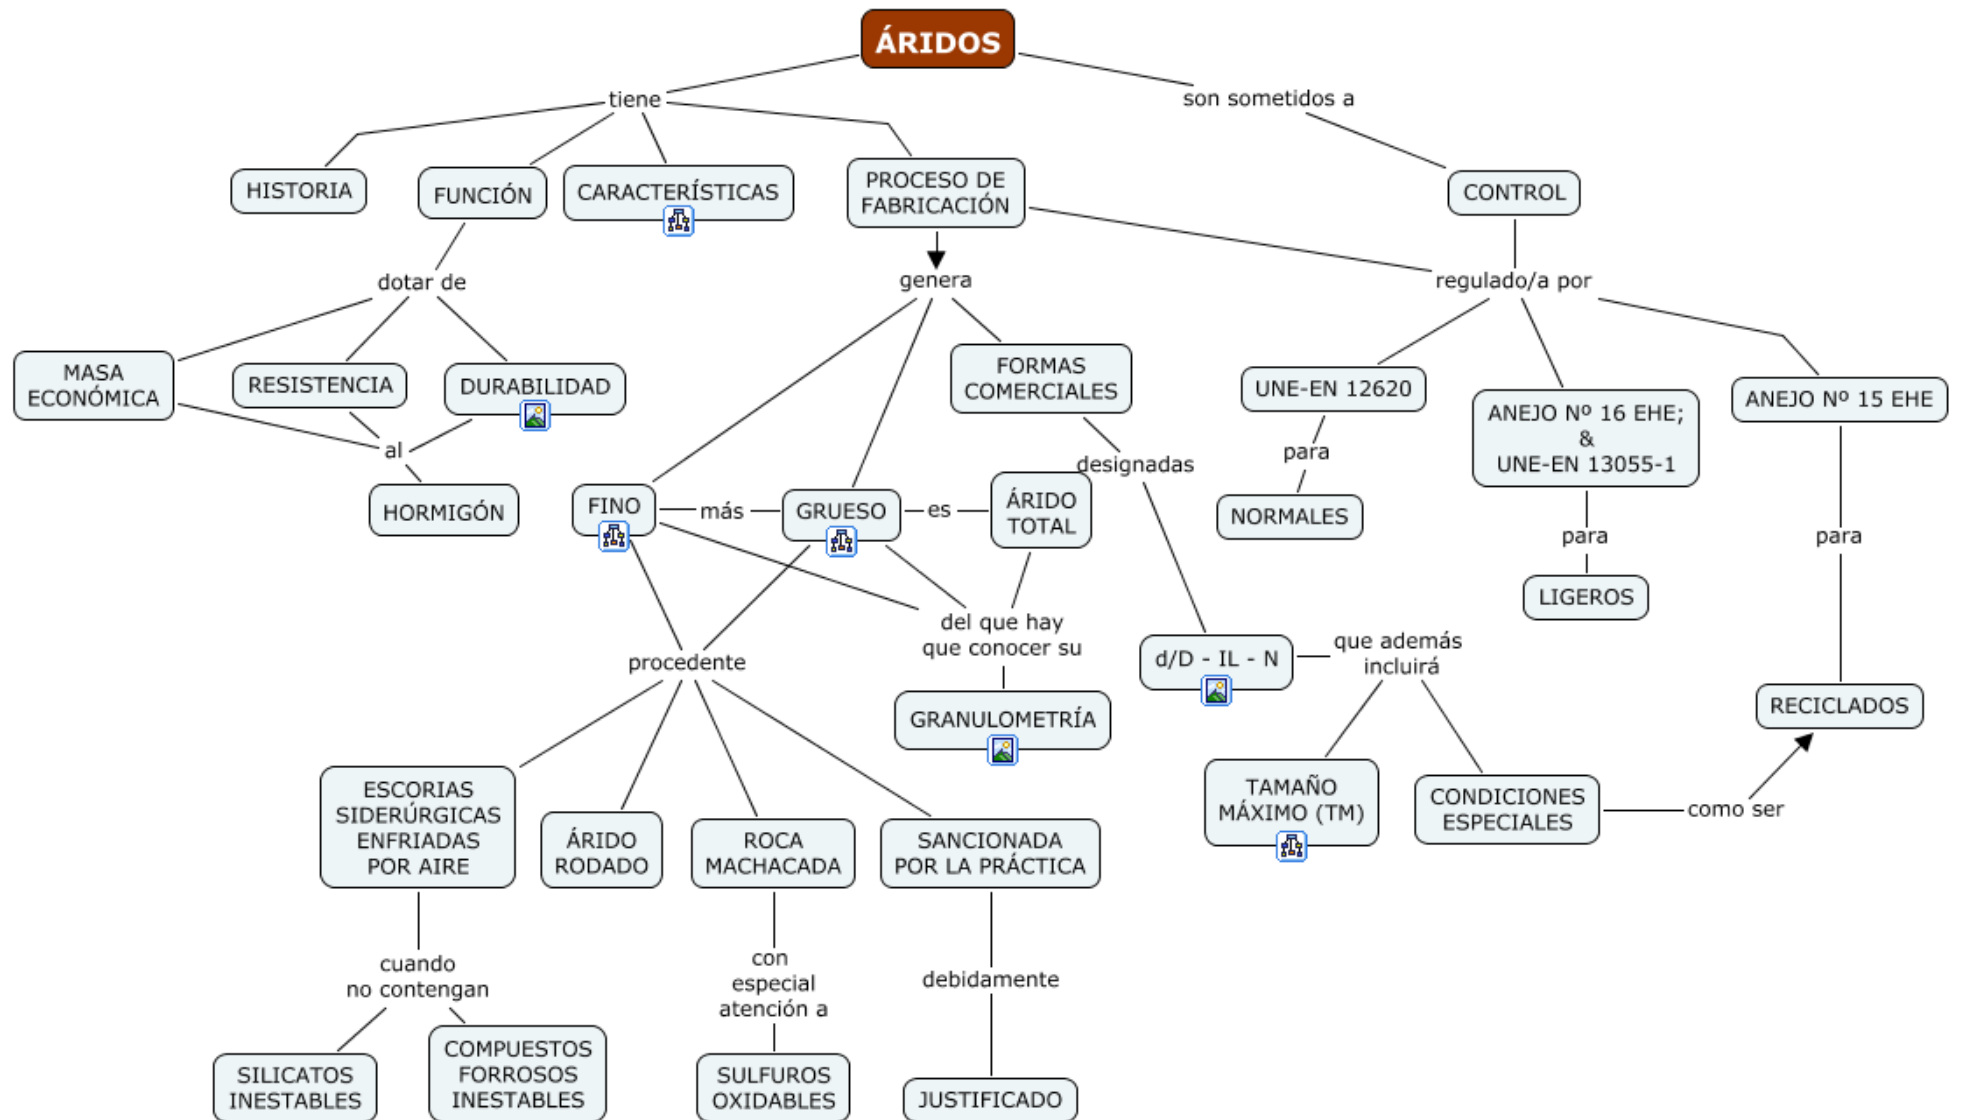 ÁRIDOS
tiene
son sometidos a
HISTORIA
FUNCIÓN
CARACTERÍSTICAS
PROCESO DE
FABRICACIÓN
CONTROL
dotar de
genera
regulado/a por
MASA
ECONÓMICA
RESISTENCIA
DURABILIDAD
FORMAS
COMERCIALES
UNE-EN 12620
ANEJO Nº 16 EHE;
&
UNE-EN 13055-1
ANEJO Nº 15 EHE
al
designadas
para
HORMIGÓN
FINO
más
GRUESO
es
ÁRIDO
TOTAL
NORMALES
para
para
LIGEROS
procedente
del que hay
que conocer su
d/D - IL - N
que además
incluirá
GRANULOMETRÍA
RECICLADOS
ESCORIAS
SIDERÚRGICAS
ENFRIADAS
POR AIRE
ÁRIDO
RODADO
ROCA
MACHACADA
SANCIONADA
POR LA PRÁCTICA
TAMAÑO
MÁXIMO (TM)
CONDICIONES
ESPECIALES
como ser
cuando
no contengan
con
especial
atención a
debidamente
SILICATOS
INESTABLES
COMPUESTOS
FORROSOS
INESTABLES
SULFUROS
OXIDABLES
JUSTIFICADO